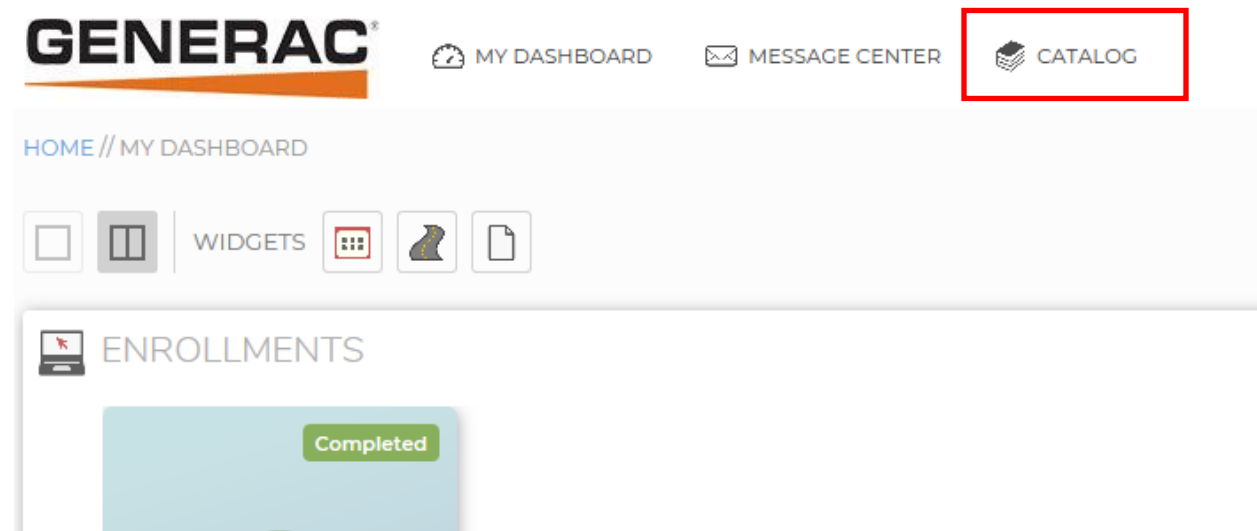 GENERAC®
MY DASHBOARD
MESSAGE CENTER
CATALOG
HOME // MY DASHBOARD
WIDGETS
ENROLLMENTS
Completed